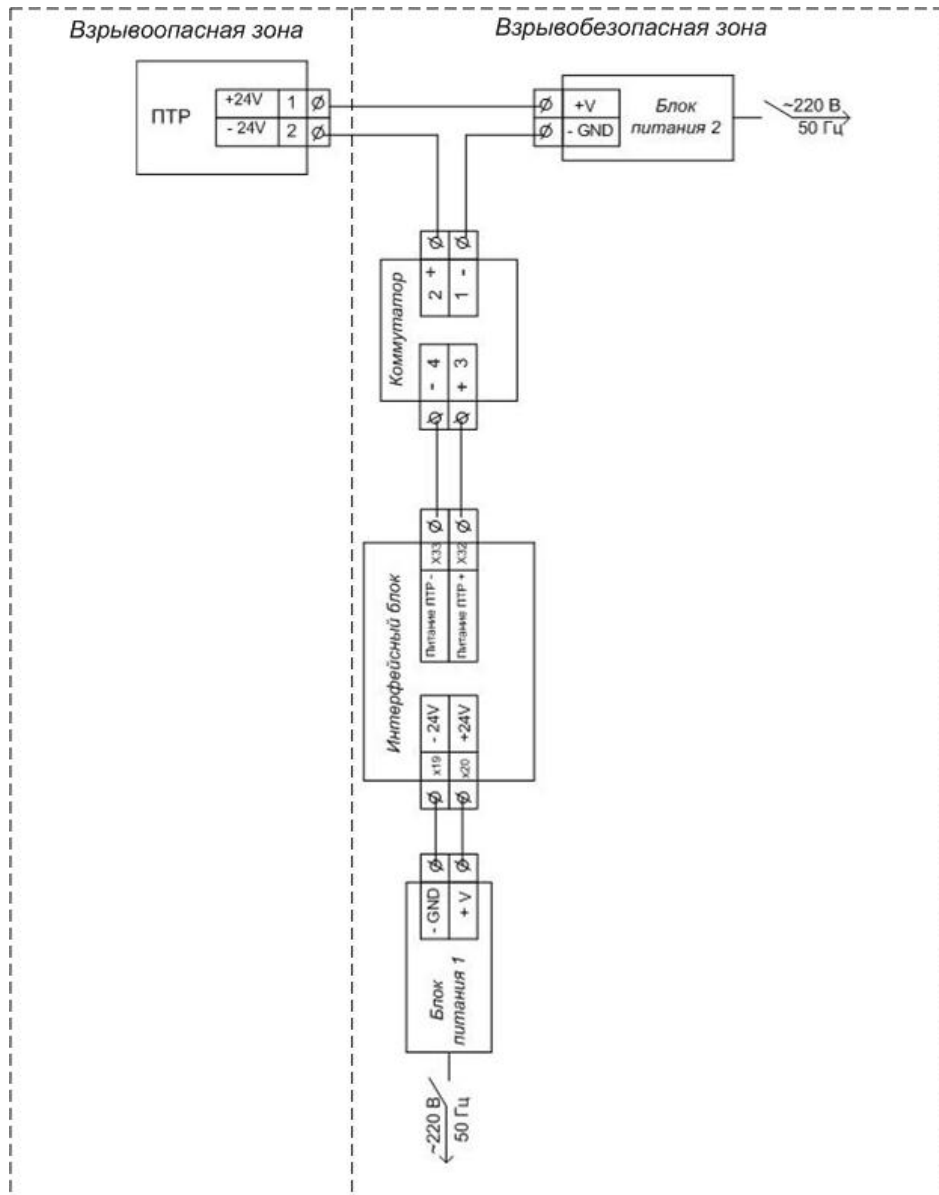 Взрывоопасная зона
Взрывобезопасная зона
ПТР
+24V 1
- 24V 2
+V
- GND
Блок
питания 2
~220 В
50 Гц
Коммутатор
2 +
1 -
- 4
+ 3
Интерфейсный блок
Питание ПТР - X33
Питание ПТР + X32
x19 - 24V
x20 +24V
- GND
+ V
Блок
питания 1
~220 В
50 Гц